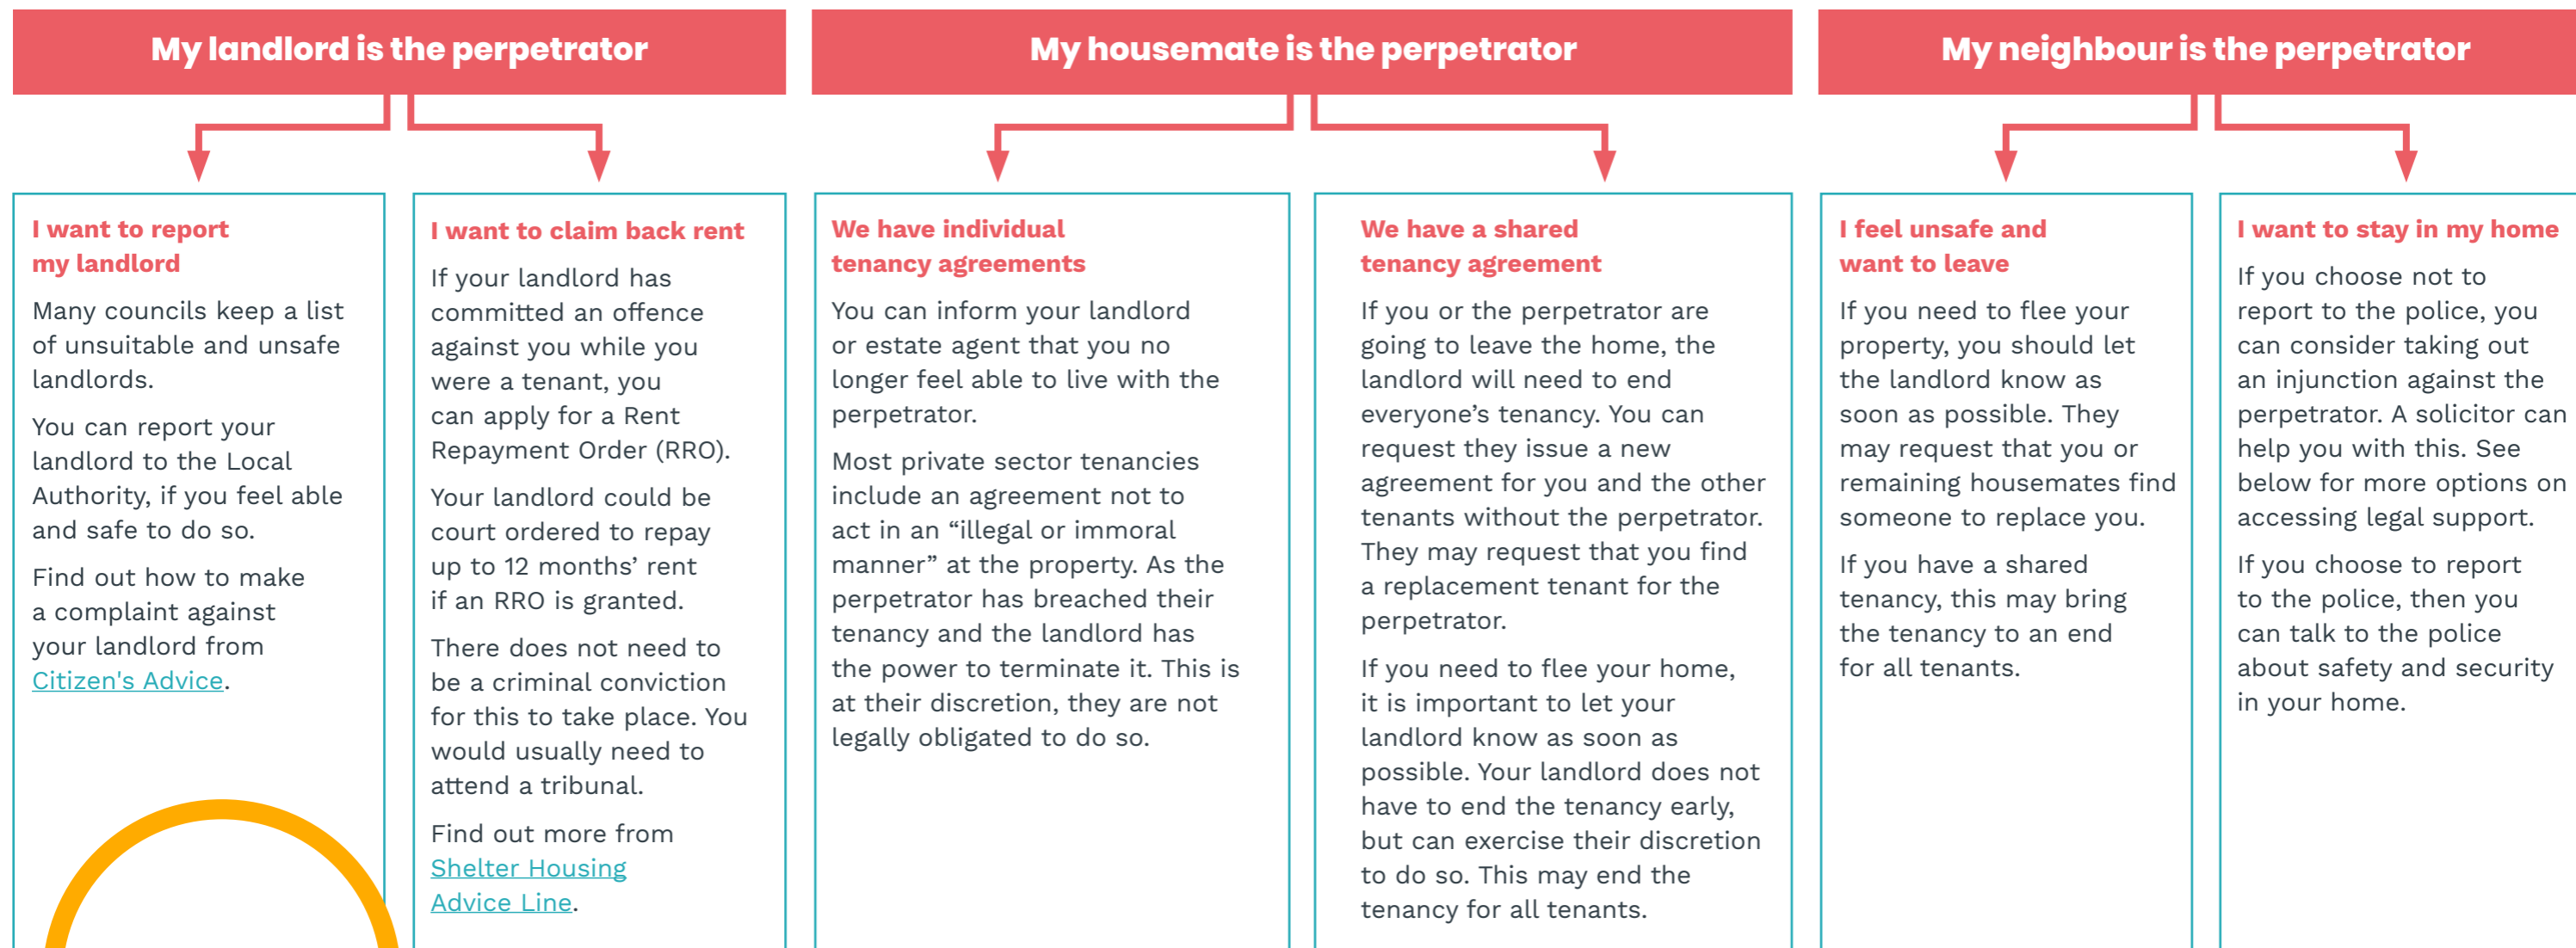 My landlord is the perpetrator
I want to report
my landlord
Many councils keep a list
of unsuitable and unsafe
landlords.
You can report your
landlord to the Local
Authority, if you feel able
and safe to do so.
Find out how to make
a complaint against
your landlord from
Citizen's Advice.
I want to claim back rent
If your landlord has
committed an offence
against you while you
were a tenant, you
can apply for a Rent
Repayment Order (RRO).
Your landlord could be
court ordered to repay
up to 12 months’ rent
if an RRO is granted.
There does not need to
be a criminal conviction
for this to take place. You
would usually need to
attend a tribunal.
Find out more from
Shelter Housing
Advice Line.
My housemate is the perpetrator
We have individual
tenancy agreements
You can inform your landlord
or estate agent that you no
longer feel able to live with the
perpetrator.
Most private sector tenancies
include an agreement not to
act in an “illegal or immoral
manner” at the property. As the
perpetrator has breached their
tenancy and the landlord has
the power to terminate it. This is
at their discretion, they are not
legally obligated to do so.
We have a shared
tenancy agreement
If you or the perpetrator are
going to leave the home, the
landlord will need to end
everyone’s tenancy. You can
request they issue a new
agreement for you and the other
tenants without the perpetrator.
They may request that you find
a replacement tenant for the
perpetrator.
If you need to flee your home,
it is important to let your
landlord know as soon as
possible. Your landlord does not
have to end the tenancy early,
but can exercise their discretion
to do so. This may end the
tenancy for all tenants.
My neighbour is the perpetrator
I feel unsafe and
want to leave
If you need to flee your
property, you should let
the landlord know as
soon as possible. They
may request that you or
remaining housemates find
someone to replace you.
If you have a shared
tenancy, this may bring
the tenancy to an end
for all tenants.
I want to stay in my home
If you choose not to
report to the police, you
can consider taking out
an injunction against the
perpetrator. A solicitor can
help you with this. See
below for more options on
accessing legal support.
If you choose to report
to the police, then you
can talk to the police
about safety and security
in your home.